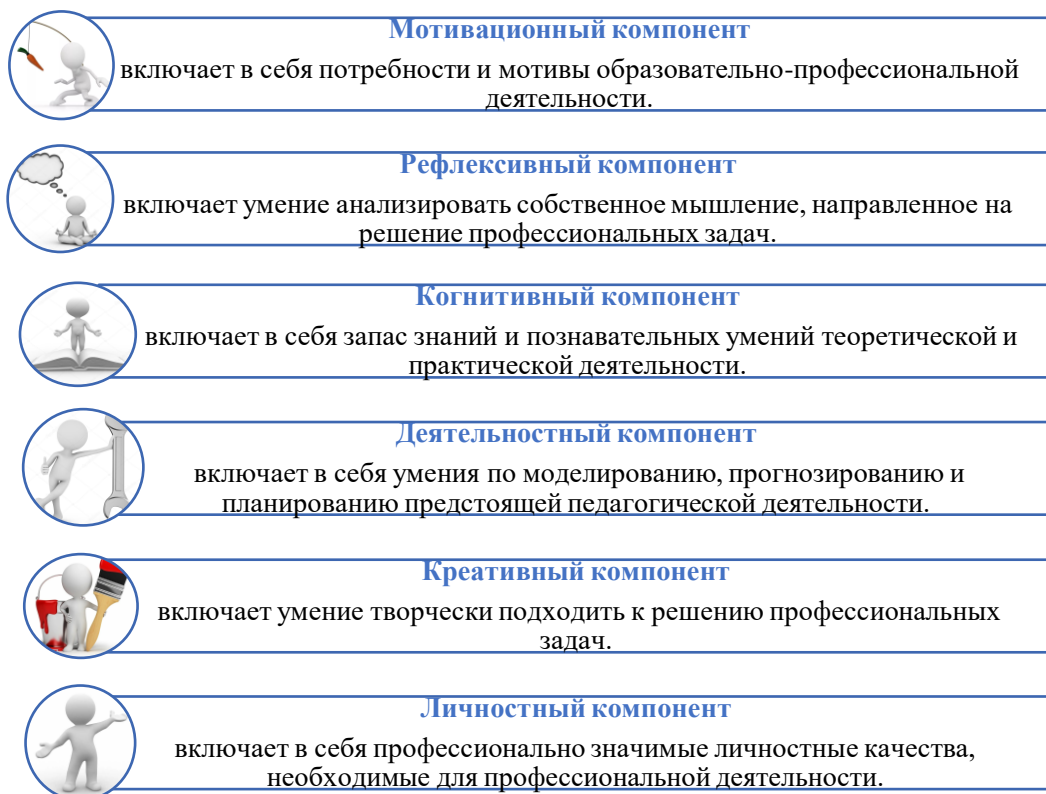 Мотивационный компонент
включает в себя потребности и мотивы образовательно-профессиональной
деятельности.
Рефлексивный компонент
включает умение анализировать собственное мышление, направленное на
решение профессиональных задач.
Когнитивный компонент
включает в себя запас знаний и познавательных умений теоретической и
практической деятельности.
Деятельностный компонент
включает в себя умения по моделированию, прогнозированию и
планированию предстоящей педагогической деятельности.
Креативный компонент
включает умение творчески подходить к решению профессиональных
задач.
Личностный компонент
включает в себя профессионально значимые личностные качества,
необходимые для профессиональной деятельности.